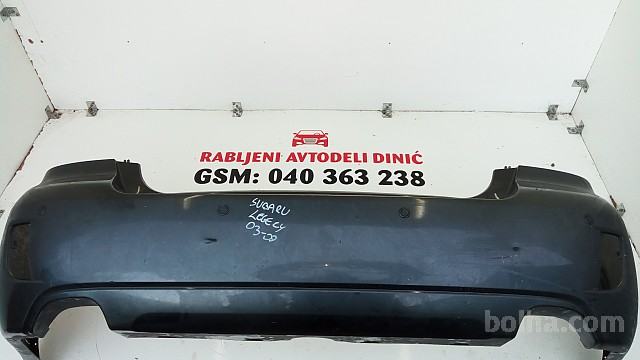 RABLJENI AVTODELI DINIĆ
GSM: 040 363 238
SUBARU
LEGECY
03-09
bolha.com